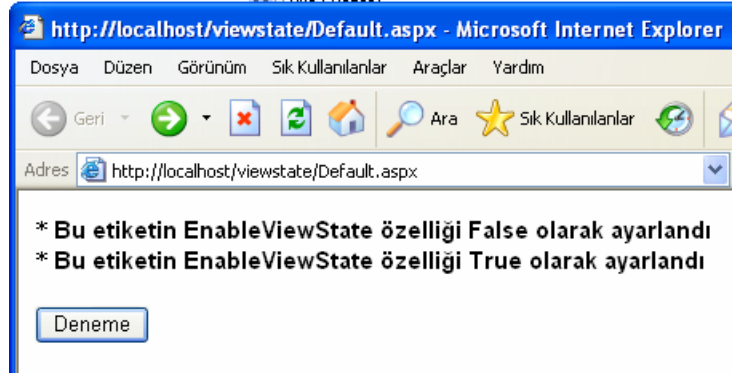 http://localhost/viewstate/Default.aspx - Microsoft Internet Explorer
Dosya Düzen Görünüm Sık Kullanılanlar Araçlar Yardım
Geri Ara Sık Kullanılanlar
Adres http://localhost/viewstate/Default.aspx
* Bu etiketin EnableViewState özelliği False olarak ayarlandı
* Bu etiketin EnableViewState özelliği True olarak ayarlandı
Deneme